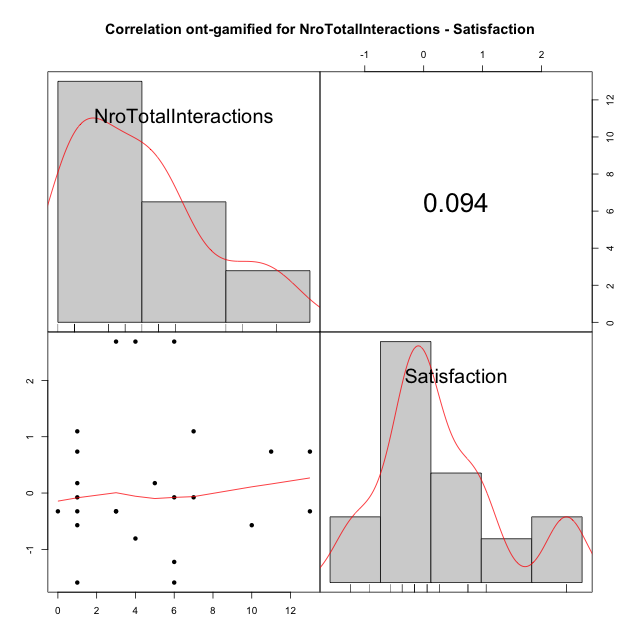 Correlation ont-gamified for NroTotalInteractions - Satisfaction
-1 0 1 2
NroTotalInteractions
0.094
12
10
8
6
4
2
0
2
1
0
-1
Satisfaction
0 2 4 6 8 10 12